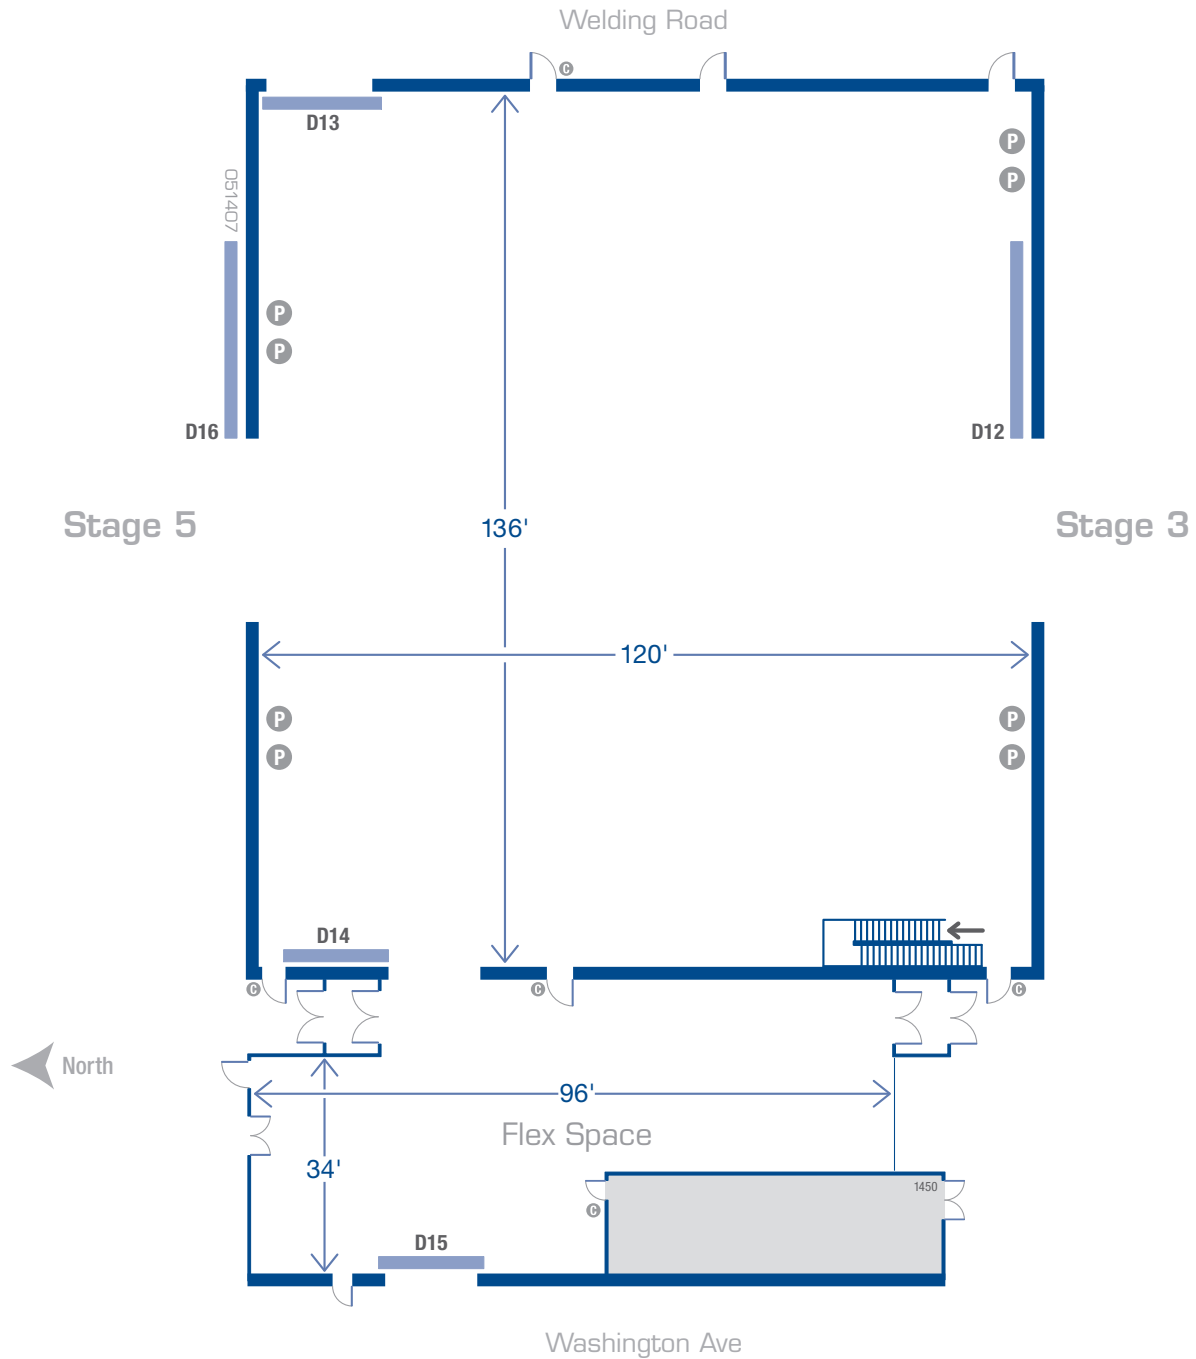 Welding Road
C
D13
P
P
051407
P
P
D16
D12
Stage 5
136'
Stage 3
120'
P
P
P
P
D14
C
C
C
North
96'
Flex Space
34'
1450
C
D15
Washington Ave